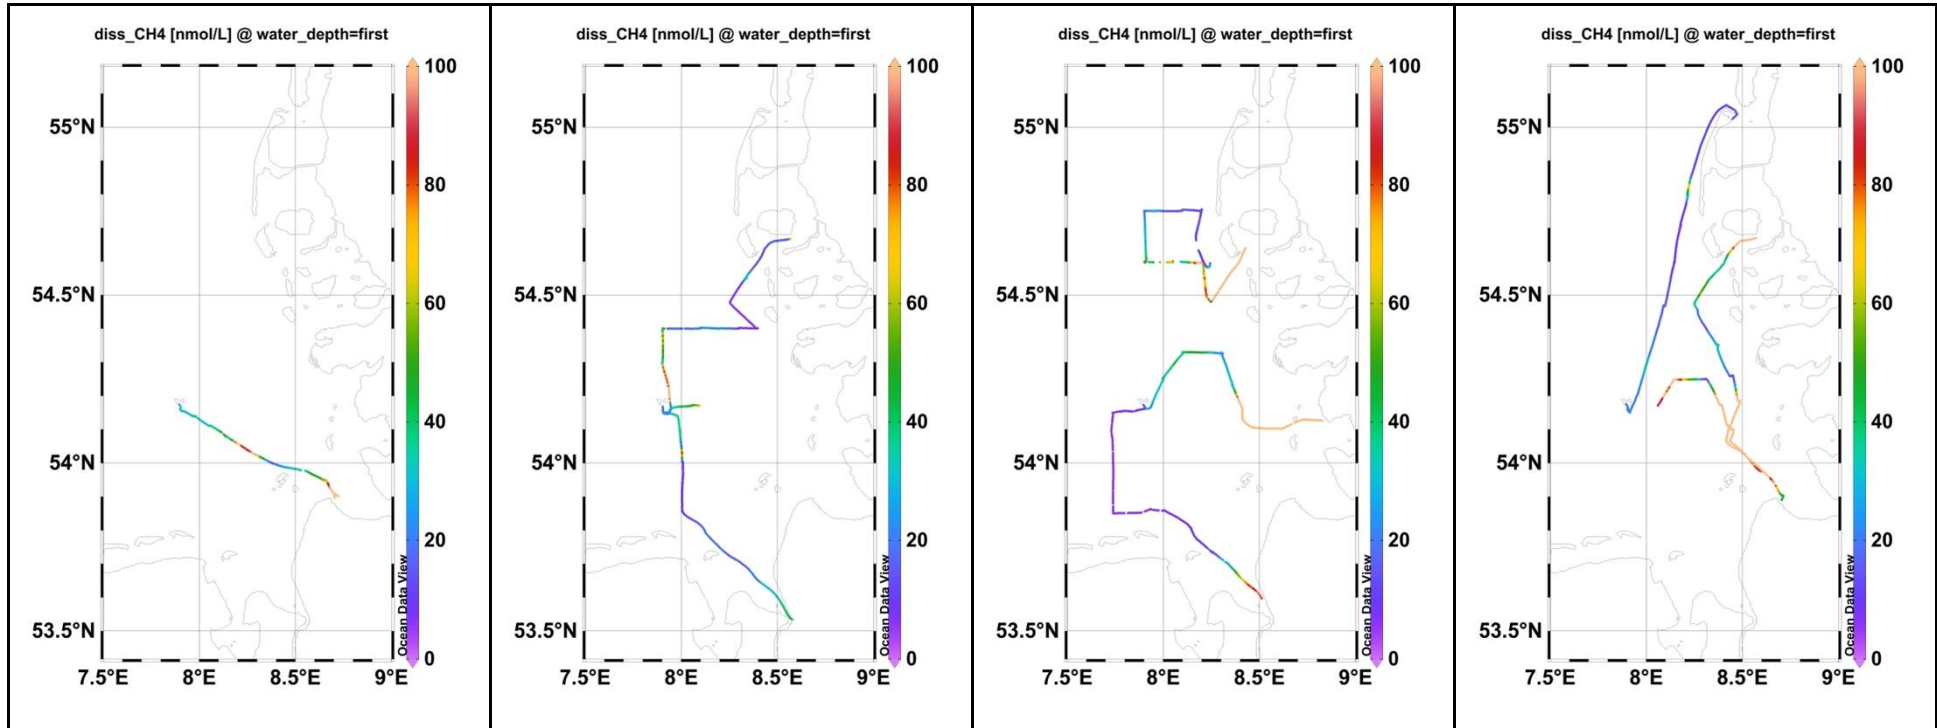 diss_CH4 [nmol/L] @ water_depth=first
55°N
54.5°N
54°N
53.5°N
7.5°E 8°E 8.5°E 9°E
100
80
60
40
20
0
Ocean Data View
diss_CH4 [nmol/L] @ water_depth=first
55°N
54.5°N
54°N
53.5°N
7.5°E 8°E 8.5°E 9°E
100
80
60
40
20
0
Ocean Data View
diss_CH4 [nmol/L] @ water_depth=first
55°N
54.5°N
54°N
53.5°N
7.5°E 8°E 8.5°E 9°E
100
80
60
40
20
0
Ocean Data View
diss_CH4 [nmol/L] @ water_depth=first
55°N
54.5°N
54°N
53.5°N
7.5°E 8°E 8.5°E 9°E
100
80
60
40
20
0
Ocean Data View